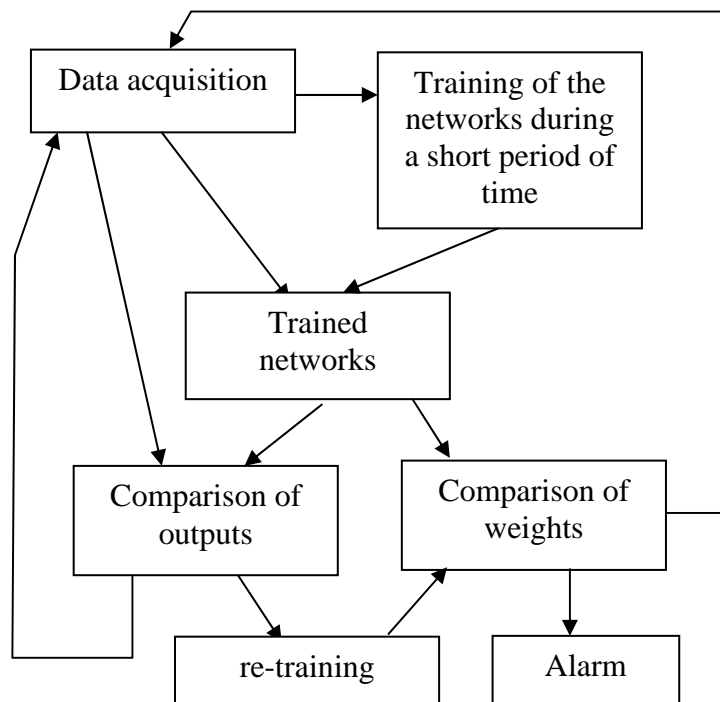 Data acquisition
Training of the
networks during
a short period of
time
Trained
networks
Comparison of
outputs
Comparison of
weights
re-training
Alarm